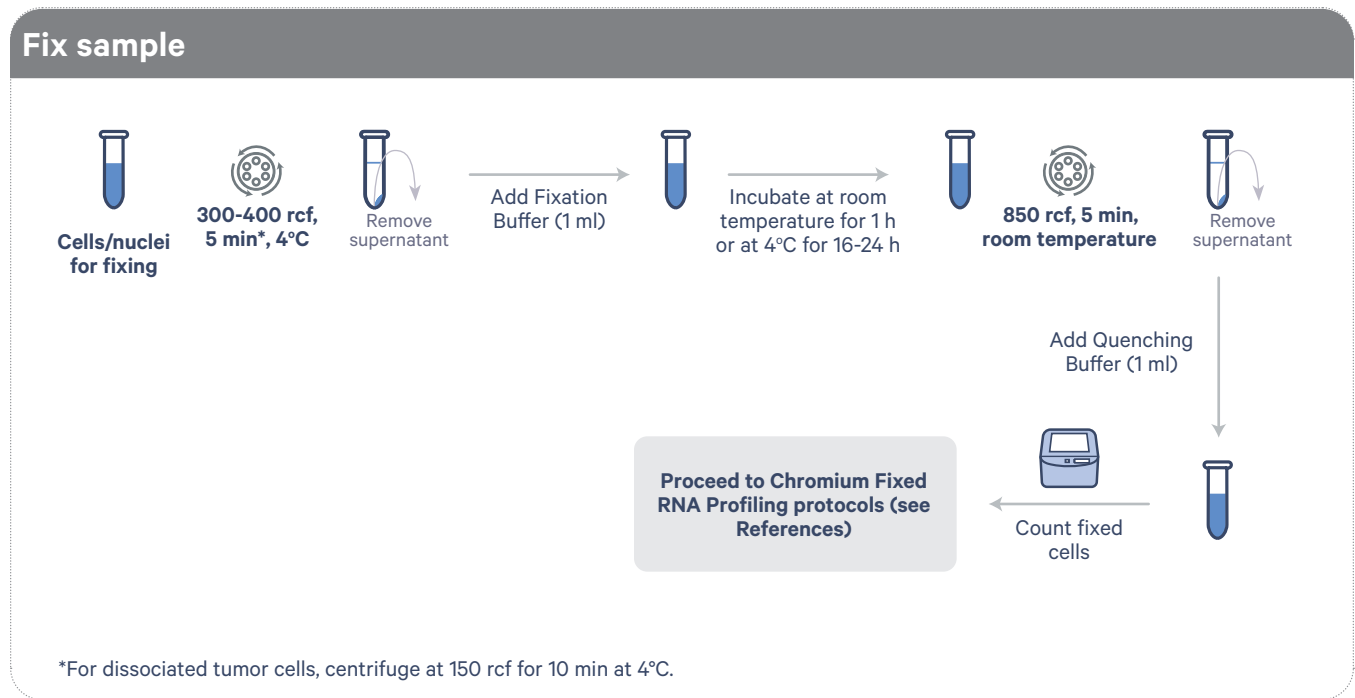 Fix sample
Cells/nuclei
for fixing
300-400 rcf,
5 min*, 4°C
Remove
supernatant
Add Fixation
Buffer (1 ml)
Incubate at room
temperature for 1 h
or at 4°C for 16-24 h
850 rcf, 5 min,
room temperature
Remove
supernatant
Add Quenching
Buffer (1 ml)
Count fixed
cells
Proceed to Chromium Fixed
RNA Profiling protocols (see
References)
*For dissociated tumor cells, centrifuge at 150 rcf for 10 min at 4°C.